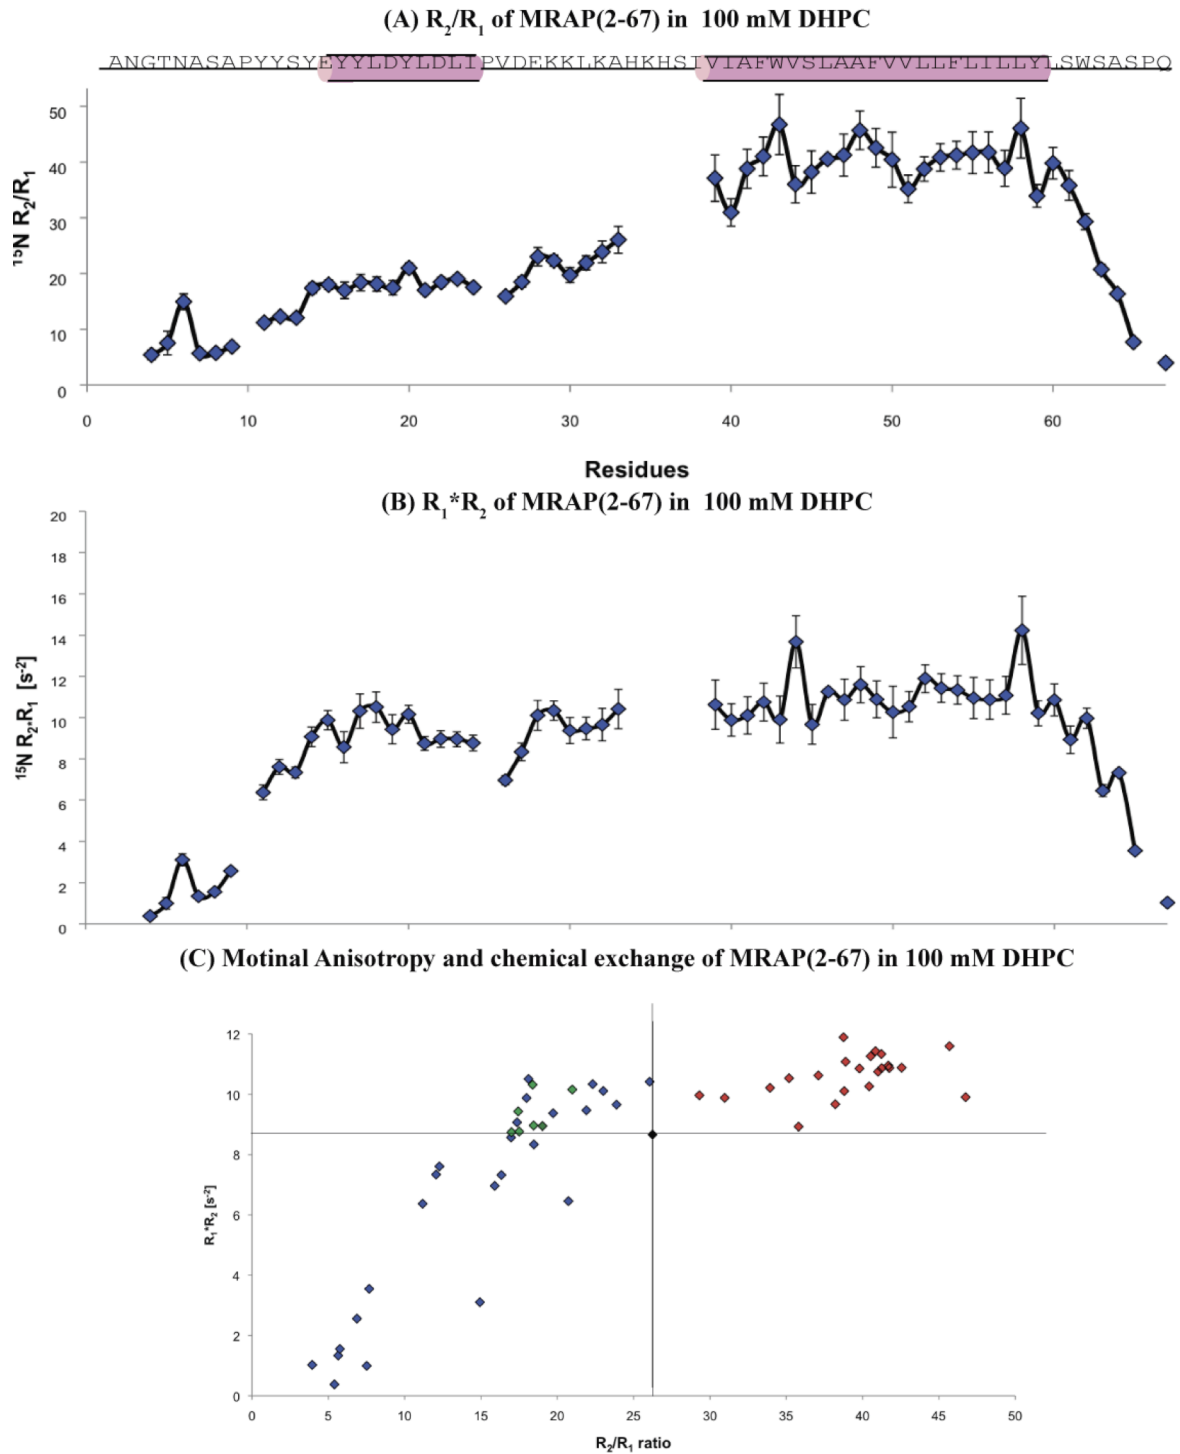 (A) R₂/R₁ of MRAP(2-67) in 100 mM DHPC
ANGTNASAPYYSYEYYLDYLDLIPVDEKKLKAHKHSIVIAFWVSLAAFVVLLFLILLYLSWSASPQ
50
40
30
20
10
0
¹⁵N R₂/R₁
0 10 20 30 40 50 60
Residues
(B) R₁*R₂ of MRAP(2-67) in 100 mM DHPC
20
18
16
14
12
10
8
6
4
2
0
¹⁵N R₂*R₁ [s⁻²]
(C) Motinal Anisotropy and chemical exchange of MRAP(2-67) in 100 mM DHPC
12
10
8
6
4
2
0
R₁*R₂ [s⁻²]
0 5 10 15 20 25 30 35 40 45 50
R₂/R₁ ratio